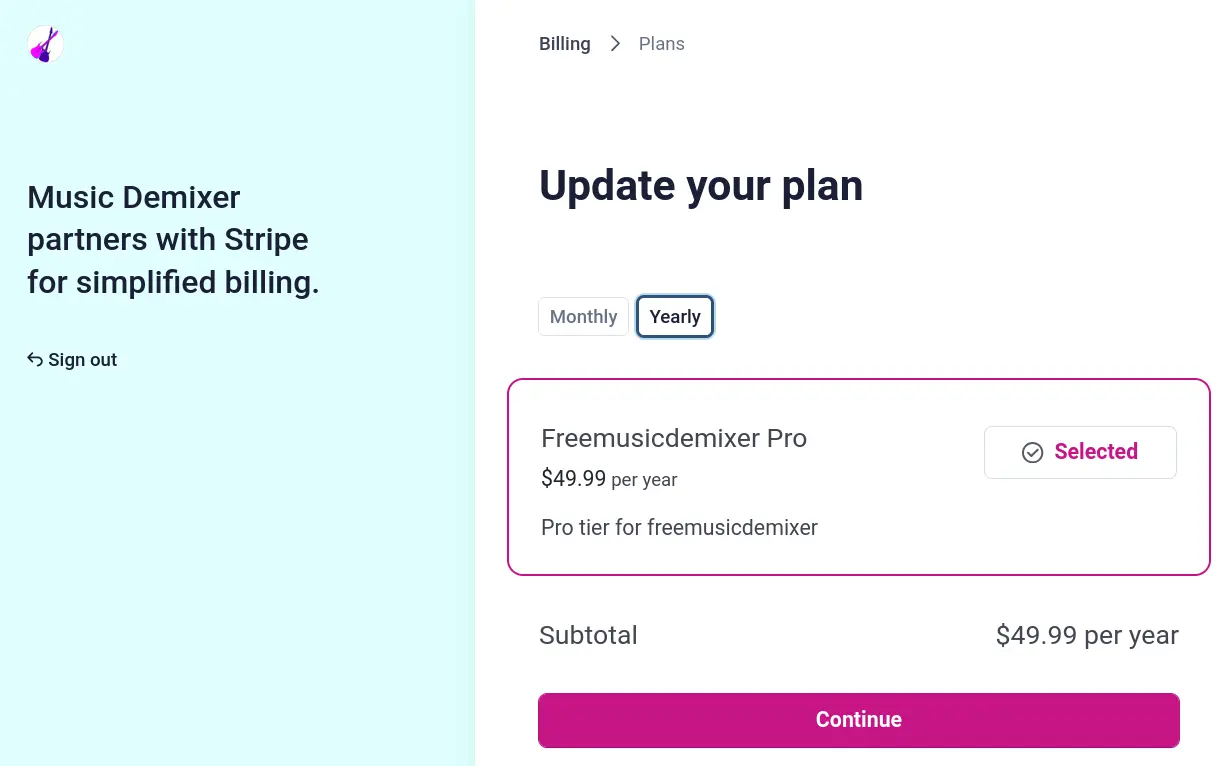 Music Demixer
partners with Stripe
for simplified billing.
Sign out
Billing
Plans
Update your plan
Monthly
Yearly
Freemusicdemixer Pro
$49.99 per year
Selected
Pro tier for freemusicdemixer
Subtotal
$49.99 per year
Continue